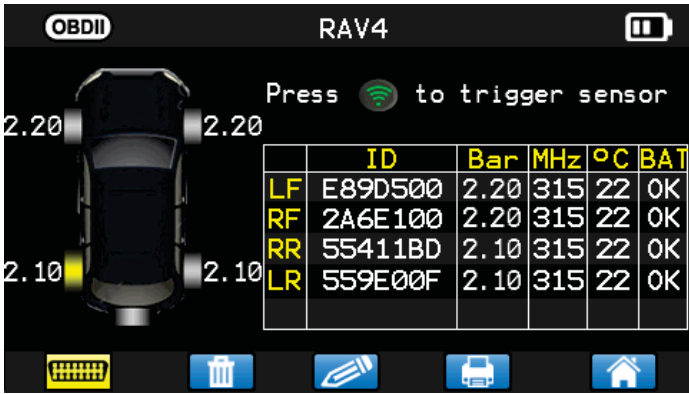 OBDII RAV4
Press to trigger sensor
2.20 2.20
ID Bar MHz ºC BAT
LF E89D500 2.20 315 22 OK
RF 2A6E100 2.20 315 22 OK
RR 55411BD 2.10 315 22 OK
2.10 2.10
LR 559E00F 2.10 315 22 OK